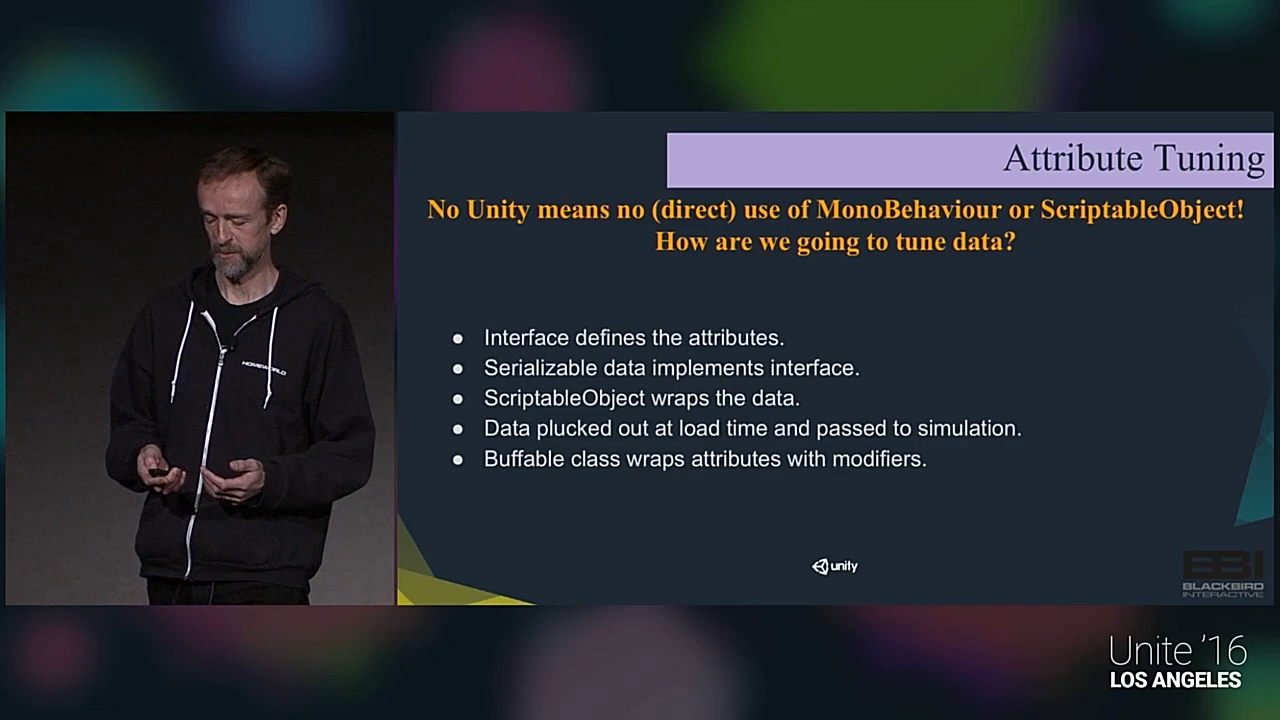 Attribute Tuning
No Unity means no (direct) use of MonoBehaviour or ScriptableObject!
How are we going to tune data?
● Interface defines the attributes.
● Serializable data implements interface.
● ScriptableObject wraps the data.
● Data plucked out at load time and passed to simulation.
● Buffable class wraps attributes with modifiers.
HOMEWORLD
unity
BBI
BLACKBIRD
INTERACTIVE
Unite '16
LOS ANGELES